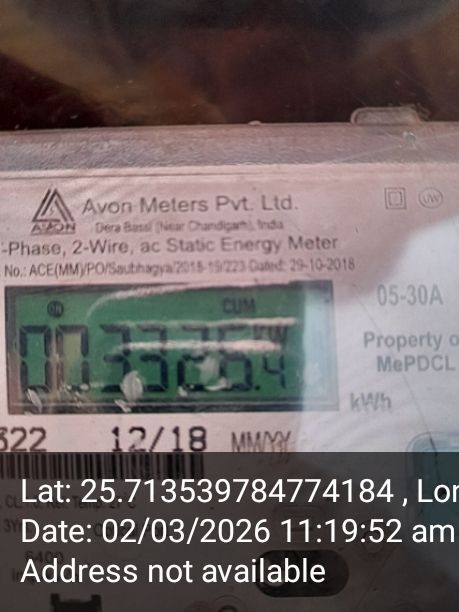 Avon Meters Pvt. Ltd.
AVON
Dera Bassi (Near Chandigarh), India
-Phase, 2-Wire, ac Static Energy Meter
No.: ACE(MM)/PO/Saubhagya/2018-19/223 Dated: 29-10-2018
05-30A
CUM
003326.4
Property o
MePDCL
kWh
322 12/18 MM/YY
Lat: 25.713539784774184 , Lon
Date: 02/03/2026 11:19:52 am
Address not available